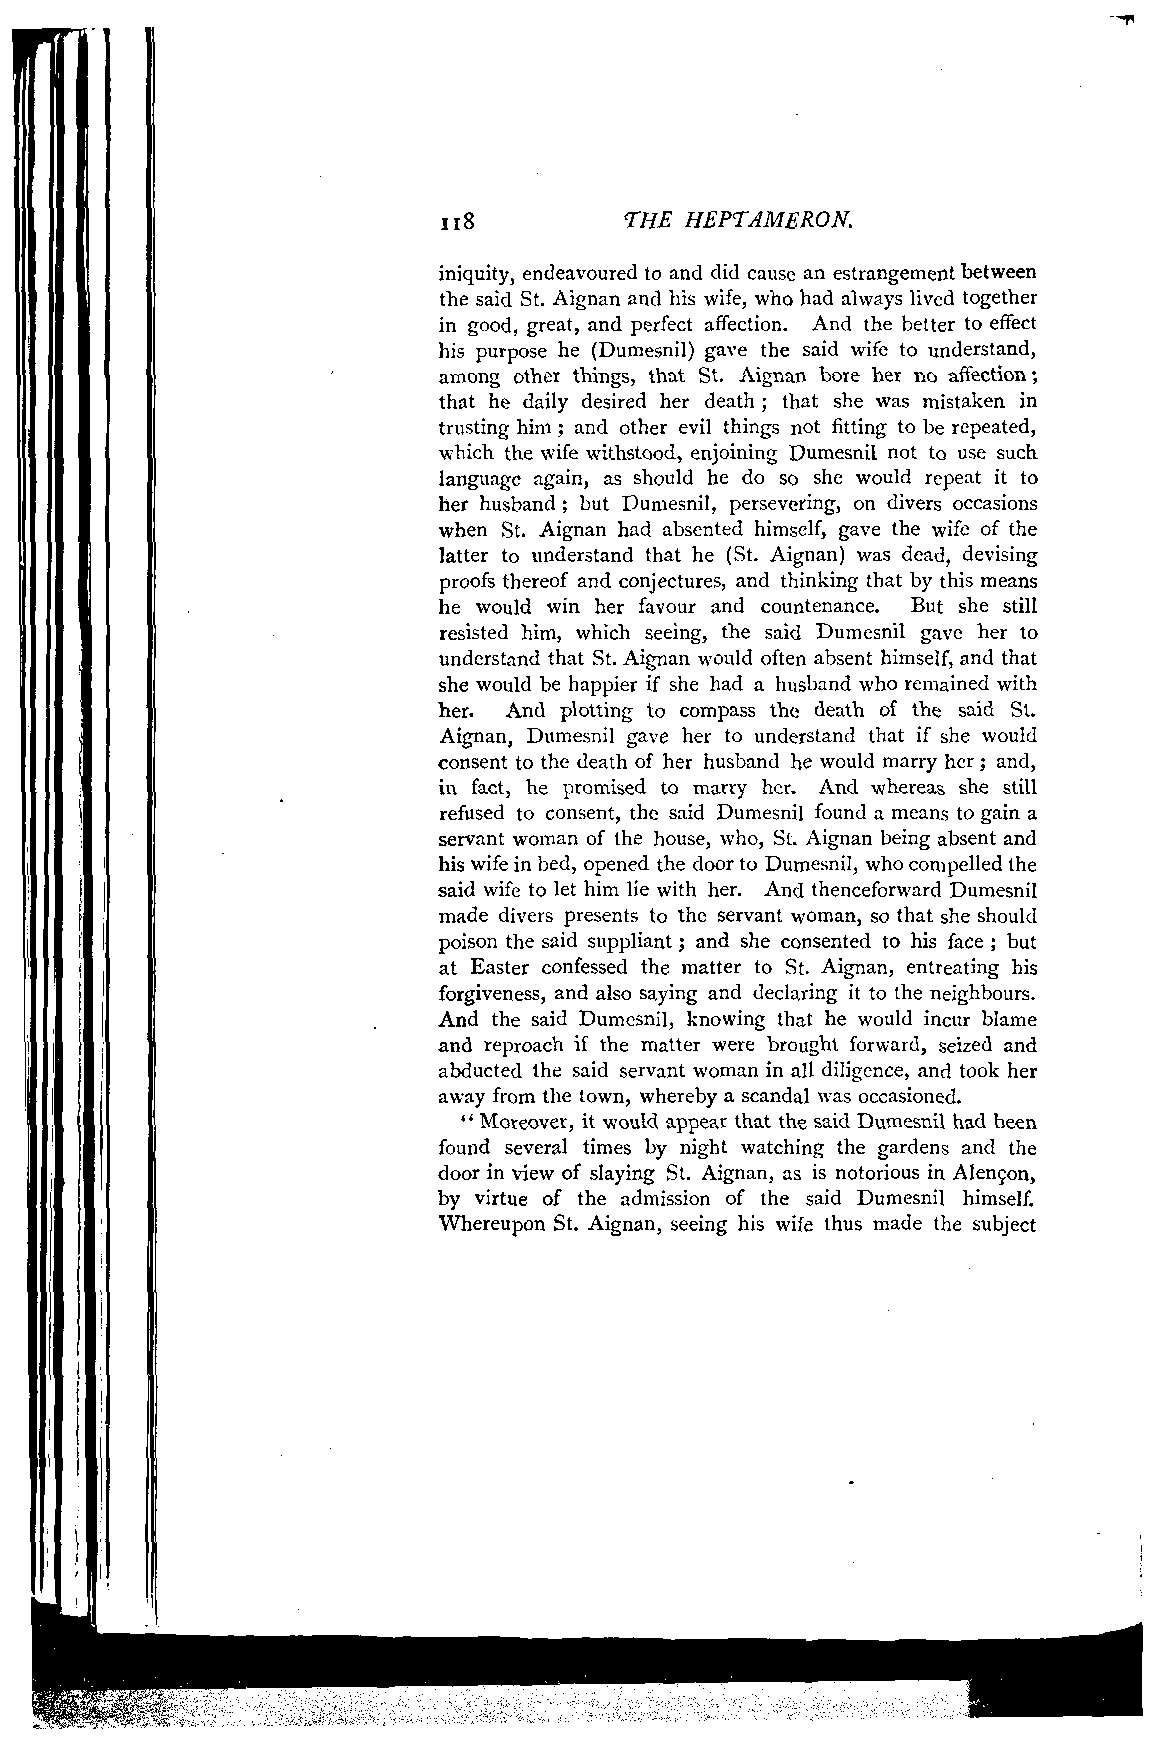 118 THE HEPTAMERON.
iniquity, endeavoured to and did cause an estrangement between
the said St. Aignan and his wife, who had always lived together
in good, great, and perfect affection. And the better to effect
his purpose he (Dumesnil) gave the said wife to understand,
among other things, that St. Aignan bore her no affection;
that he daily desired her death; that she was mistaken in
trusting him; and other evil things not fitting to be repeated,
which the wife withstood, enjoining Dumesnil not to use such
language again, as should he do so she would repeat it to
her husband; but Dumesnil, persevering, on divers occasions
when St. Aignan had absented himself, gave the wife of the
latter to understand that he (St. Aignan) was dead, devising
proofs thereof and conjectures, and thinking that by this means
he would win her favour and countenance. But she still
resisted him, which seeing, the said Dumesnil gave her to
understand that St. Aignan would often absent himself, and that
she would be happier if she had a husband who remained with
her. And plotting to compass the death of the said St.
Aignan, Dumesnil gave her to understand that if she would
consent to the death of her husband he would marry her; and,
in fact, he promised to marry her. And whereas she still
refused to consent, the said Dumesnil found a means to gain a
servant woman of the house, who, St. Aignan being absent and
his wife in bed, opened the door to Dumesnil, who compelled the
said wife to let him lie with her. And thenceforward Dumesnil
made divers presents to the servant woman, so that she should
poison the said suppliant; and she consented to his face; but
at Easter confessed the matter to St. Aignan, entreating his
forgiveness, and also saying and declaring it to the neighbours.
And the said Dumesnil, knowing that he would incur blame
and reproach if the matter were brought forward, seized and
abducted the said servant woman in all diligence, and took her
away from the town, whereby a scandal was occasioned.
“Moreover, it would appear that the said Dumesnil had been
found several times by night watching the gardens and the
door in view of slaying St. Aignan, as is notorious in Alençon,
by virtue of the admission of the said Dumesnil himself.
Whereupon St. Aignan, seeing his wife thus made the subject